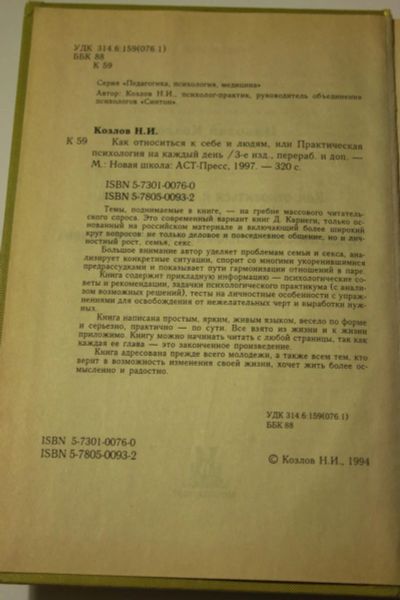 УДК 314.6:159(076.1)
ББК 88
К 59
Серия «Педагогика, психология, медицина»
Автор: Козлов Н.И., психолог-практик, руководитель объединения
психологов «Синтон».
Козлов Н.И.
К 59 Как относиться к себе и людям, или Практическая
психология на каждый день /3-е изд., перераб. и доп. —
М.: Новая школа: АСТ-Пресс, 1997. — 320 с.
ISBN 5-7301-0076-0
ISBN 5-7805-0093-2
Темы, поднимаемые в книге, — на гребне массового читатель-
ского спроса. Это современный вариант книг Д. Карнеги, только ос-
нованный на российском материале и включающий более широкий
круг вопросов: не только деловое и повседневное общение, но и лич-
ностный рост, семья, секс.
Большое внимание автор уделяет проблемам семьи и секса, ана-
лизирует конкретные ситуации, спорит со многими укоренившимися
предрассудками и показывает пути гармонизации отношений в паре.
Книга содержит прикладную информацию — психологические со-
веты и рекомендации, задачки психологического практикума (с анали-
зом возможных решений), тесты на личностные особенности с упраж-
нениями для освобождения от нежелательных черт и выработки нуж-
ных.
Книга написана простым, ярким, живым языком, весело по форме
и серьезно, практично — по сути. Все взято из жизни и к жизни
приложимо. Книгу можно начинать читать с любой страницы, так как
каждая ее глава — это законченное произведение.
Книга адресована прежде всего молодежи, а также всем тем, кто
верит в возможность изменения своей жизни, хочет жить более ос-
мысленно и радостно.
УДК 314.6:159(076.1)
ББК 88
ISBN 5-7301-0076-0
ISBN 5-7805-0093-2
© Козлов Н.И., 1994